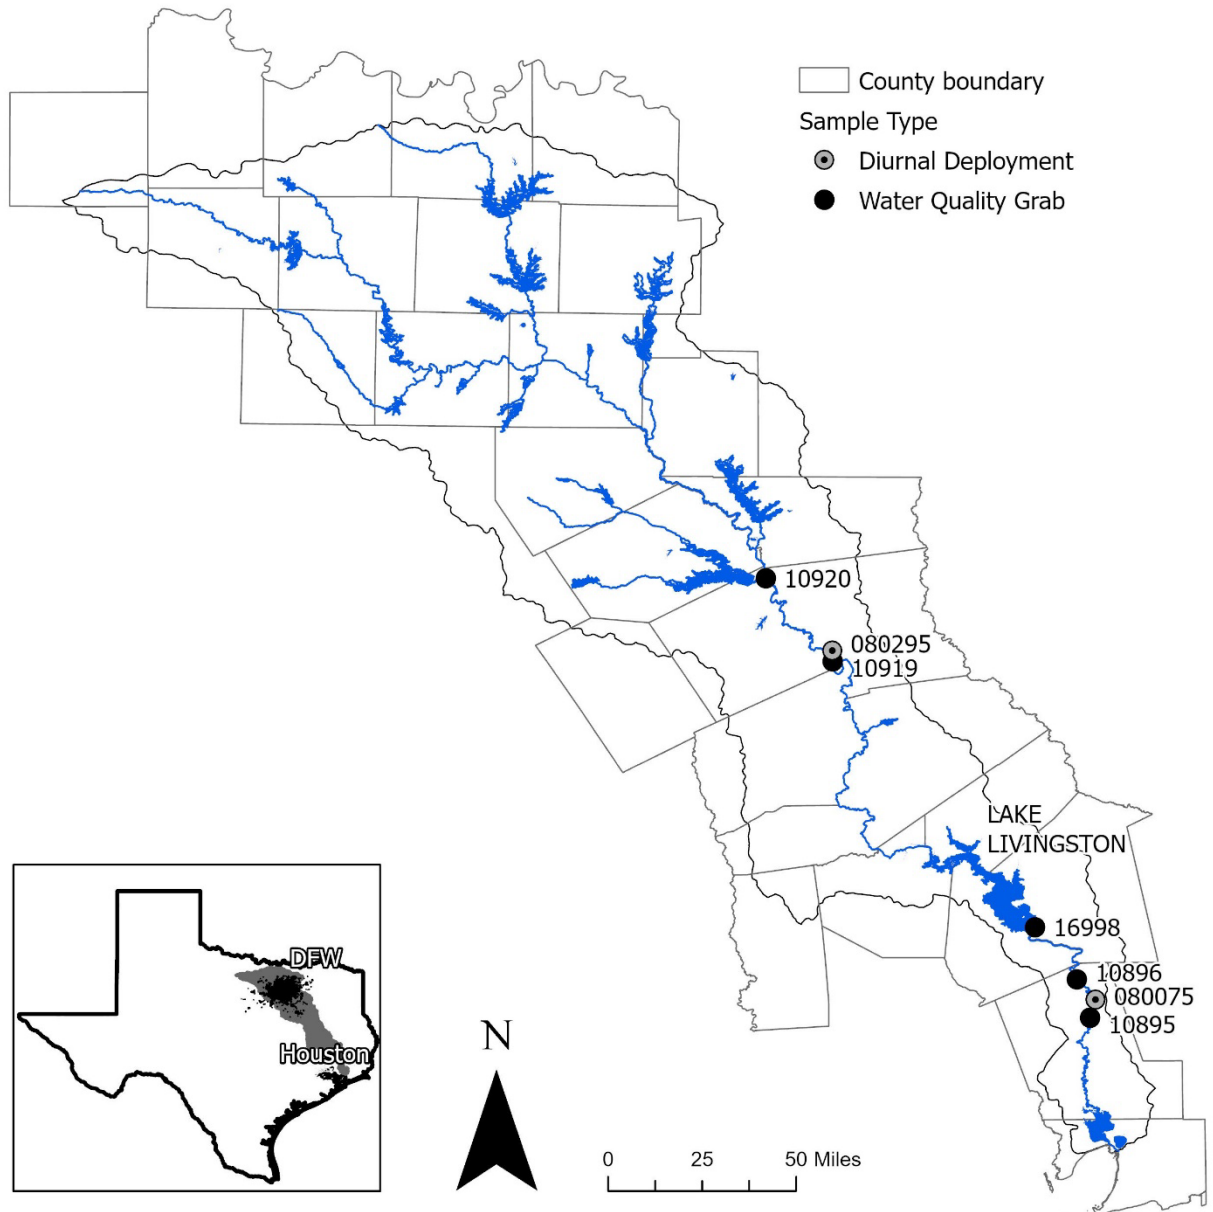 County boundary
Sample Type
Diurnal Deployment
Water Quality Grab
10920
080295
10919
LAKE
LIVINGSTON
16998
10896
080075
10895
DFW
Houston
N
0 25 50 Miles